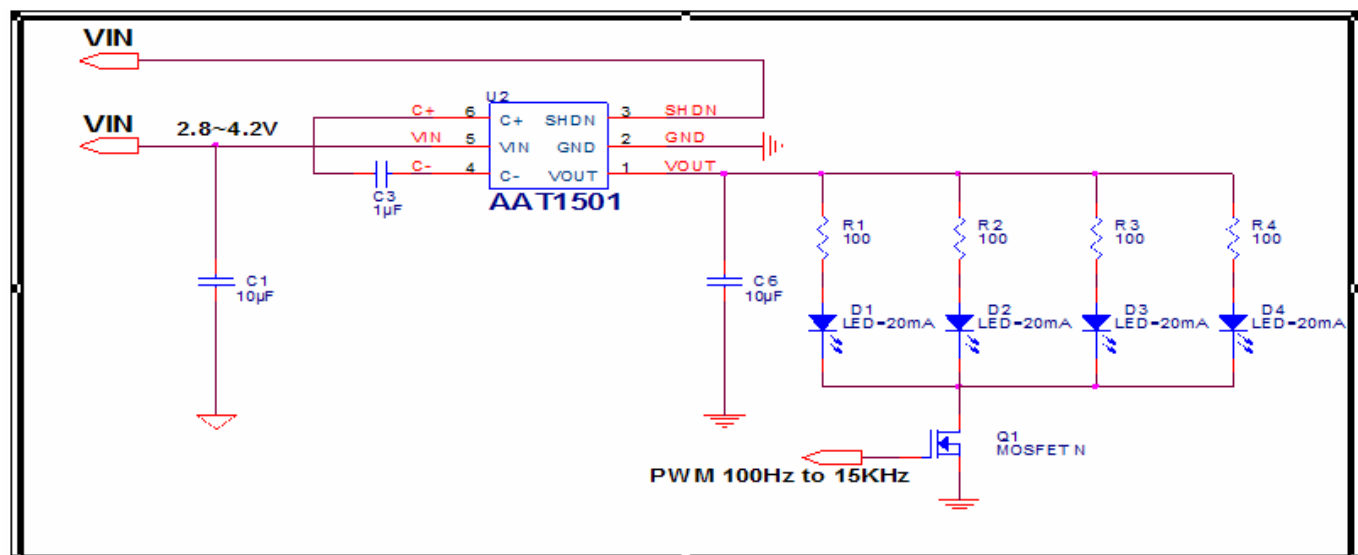 VIN
VIN
2.8~4.2V
U2
C+ 6 C+ SHDN 3 SHDN
VIN 5 VIN GND 2 GND
C- 4 C- VOUT 1 VOUT
C3
1µF
AAT1501
R1
100
R2
100
R3
100
R4
100
C1
10µF
C6
10µF
D1
LED-20mA
D2
LED-20mA
D3
LED-20mA
D4
LED-20mA
Q1
MOSFET N
PWM 100Hz to 15KHz